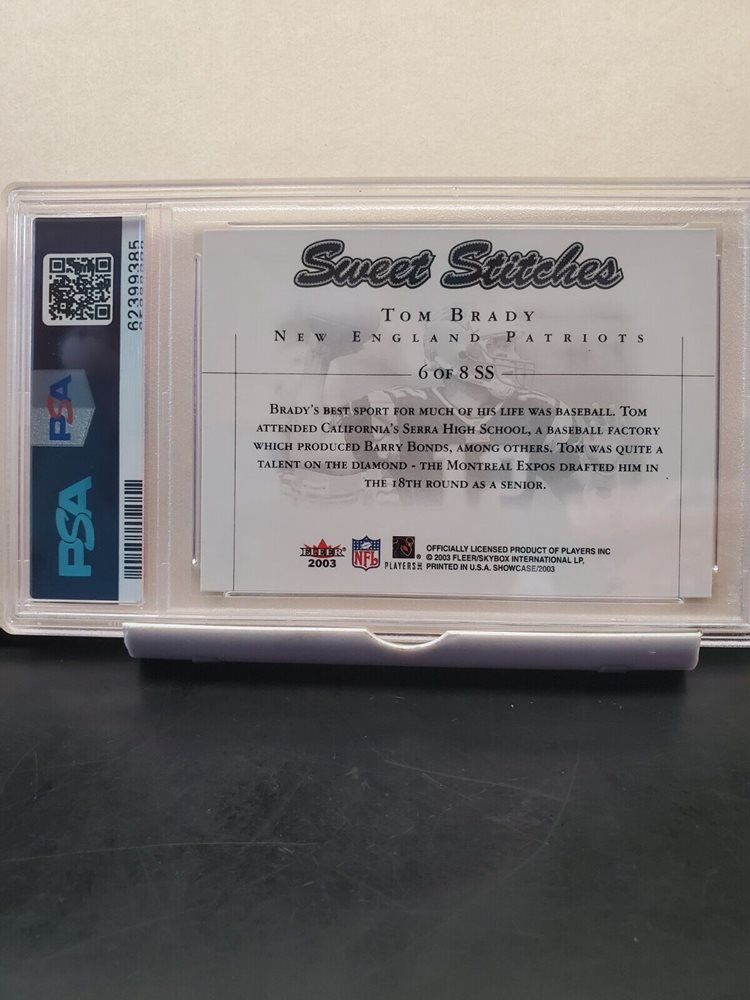 62399385
PSA
PSA
Sweet Stitches
TOM BRADY
NEW ENGLAND PATRIOTS
6 OF 8 SS
BRADY'S BEST SPORT FOR MUCH OF HIS LIFE WAS BASEBALL. TOM
ATTENDED CALIFORNIA'S SERRA HIGH SCHOOL, A BASEBALL FACTORY
WHICH PRODUCED BARRY BONDS, AMONG OTHERS. TOM WAS QUITE A
TALENT ON THE DIAMOND - THE MONTREAL EXPOS DRAFTED HIM IN
THE 18TH ROUND AS A SENIOR.
FLEER®
2003
NFL
PLAYERS INC
OFFICIALLY LICENSED PRODUCT OF PLAYERS INC
© 2003 FLEER/SKYBOX INTERNATIONAL LP,
PRINTED IN U.S.A. SHOWCASE/2003